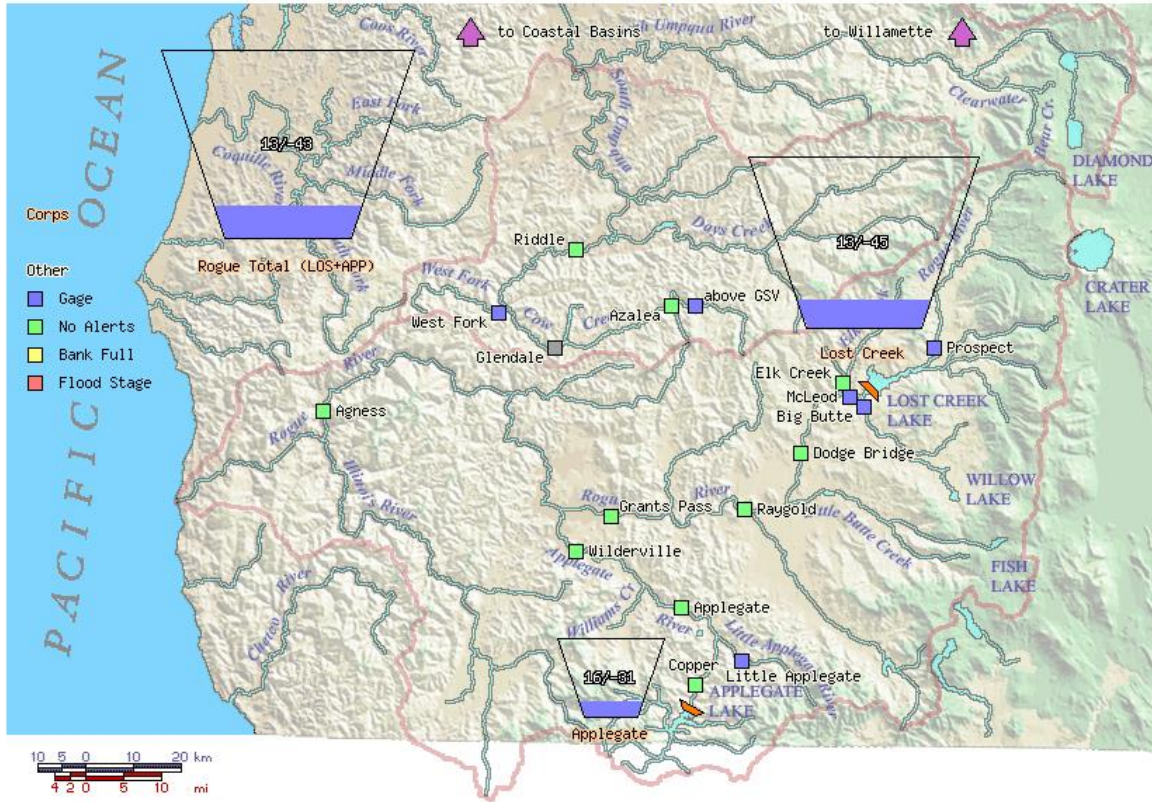 to Coastal Basins
to Willamette
Coos River
Umpqua River
Clearwater
Bear Cr.
South Umpqua
East Fork
Coquille River
Middle Fork
13/-43
DIAMOND
LAKE
PACIFIC OCEAN
Corps
Other
Gage
No Alerts
Bank Full
Flood Stage
Rogue Total (LOS+APP)
Riddle
Days Creek
13/-45
Rogue River
CRATER
LAKE
West Fork
West Fork
Cow
Creek
Glendale
Azalea
above GSV
Lost Creek
Prospect
Elk Creek
McLeod
Big Butte
LOST CREEK
LAKE
Agness
Rogue
River
Illinois River
Dodge Bridge
WILLOW
LAKE
Grants Pass
River
Raygold
Little Butte Creek
FISH
LAKE
Wilderville
Applegate
River
Williams Cr.
Applegate
Chetco River
Little Applegate River
Little Applegate
Copper
APPLEGATE
LAKE
16/-31
Applegate
10 5 0 10 20 km
4 2 0 5 10 mi